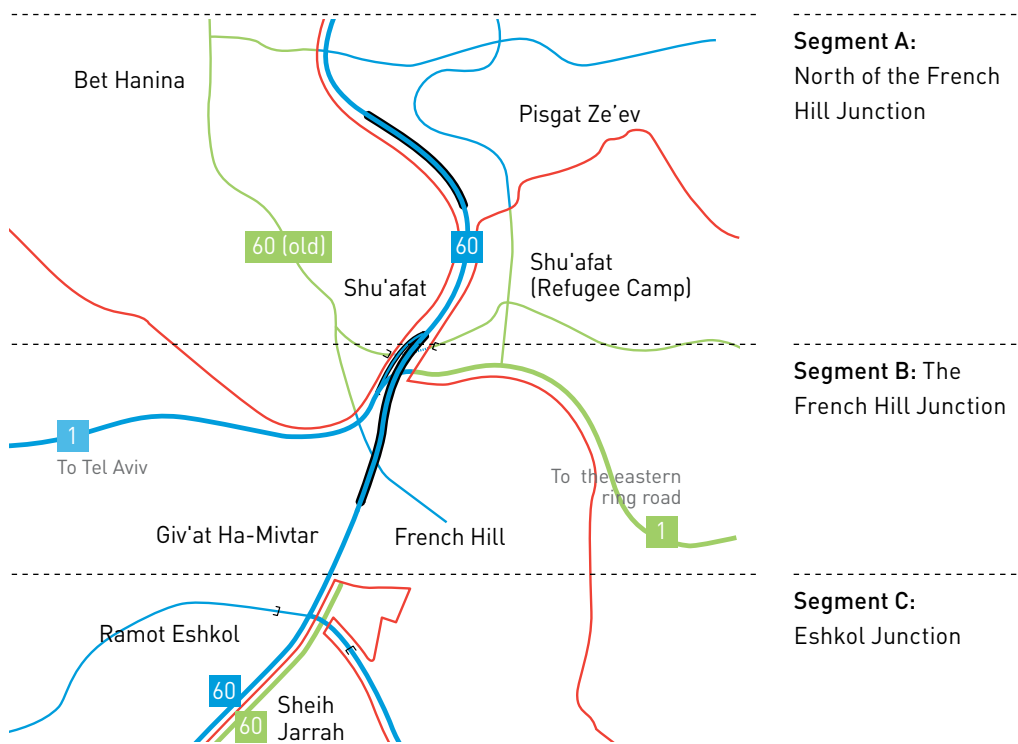 Bet Hanina
Pisgat Ze’ev
60 (old)
60
Shu'afat
Shu'afat
(Refugee Camp)
Segment A:
North of the French
Hill Junction
1
To Tel Aviv
To the eastern
ring road
1
Giv'at Ha-Mivtar
French Hill
Segment B: The
French Hill Junction
Ramot Eshkol
60
60
Sheih
Jarrah
Segment C:
Eshkol Junction